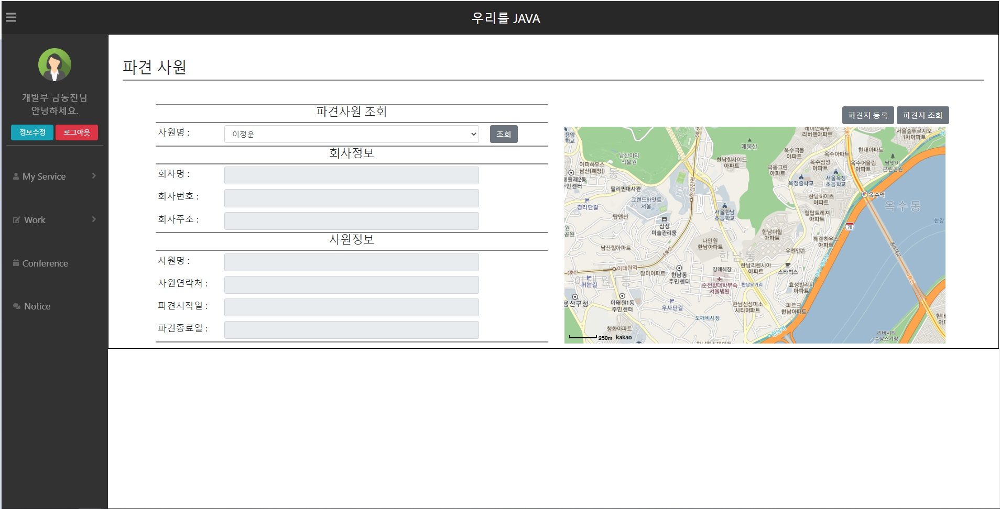 우리를 JAVA
개발부 금동진님
안녕하세요.
정보수정 로그아웃
My Service
Work
Conference
Notice
파견 사원
파견사원 조회
사원명 :
이정운
조회
회사정보
회사명 :
회사번호 :
회사주소 :
사원정보
사원명 :
사원연락처 :
파견시작일 :
파견종료일 :
파견지 등록 파견지 조회
남산야외
식물원
매봉산
리버젠아파트
서울숲푸르지오
1차아파트
어퍼하우스
남산(예정)
한남힐사이드
아파트
옥수극동
아파트
옥수아파트
현대아파트
극동그린
아파트
옥수삼성
아파트
옥수어울림
아파트
달맞이
근린공원
필리핀대사관
옥정중학교
서울옥정
초등학교
그랜드하얏트
서울
한남하이츠
아파트
옥수역
옥수동
경리단길
탑맨션
서울한남
초등학교
힐탑트레져
아파트
한강
70
삼성
미술관리움
한남더힐
아파트
헤렌하우스
아파트
남산힐아파트
나인원
한남아파트
유엔맨숀
한남동
동호대교
이태원역
장미아파트
한남동
주민센터
장례식장
한남리첸시아
아파트
스타벅스
이태원1동
퀴논길
순천향대학부속
서울병원
한남오거리
효성빌리지
아파트
용산구청
이태원1동
주민센터
우사단길
한남신성미소
시티아파트
파르크
한남아파트
도깨비시장
청화아파트
한남역
리버시티
수상스키장
250m kakao